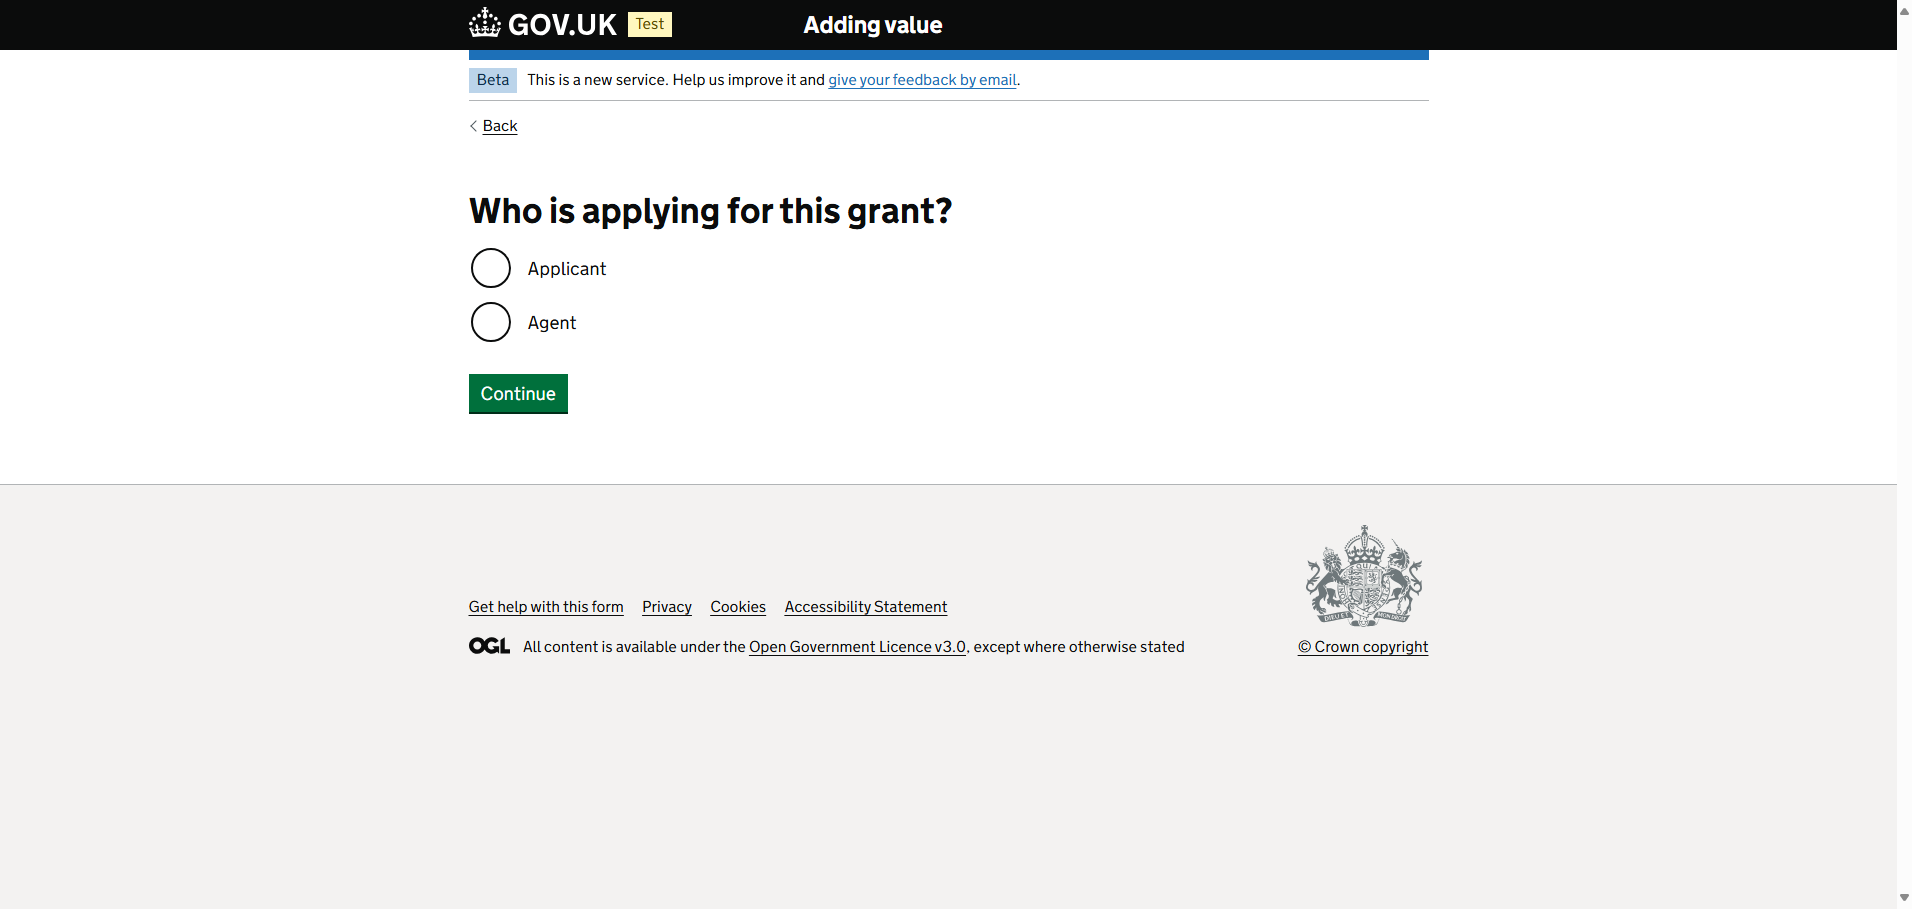 GOV.UK Test Adding value
Beta This is a new service. Help us improve it and give your feedback by email.
Back
Who is applying for this grant?
Applicant
Agent
Continue
Get help with this form Privacy Cookies Accessibility Statement
OGL All content is available under the Open Government Licence v3.0, except where otherwise stated
© Crown copyright